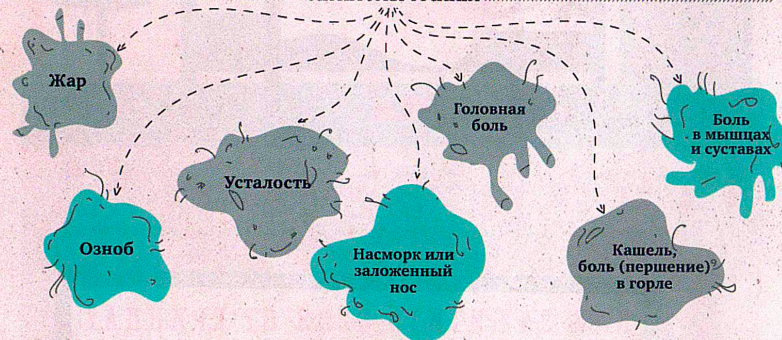 Жар
Головная
боль
Боль
в мышцах
и суставах
Усталость
Озноб
Насморк или
заложенный
нос
Кашель,
боль (першение)
в горле